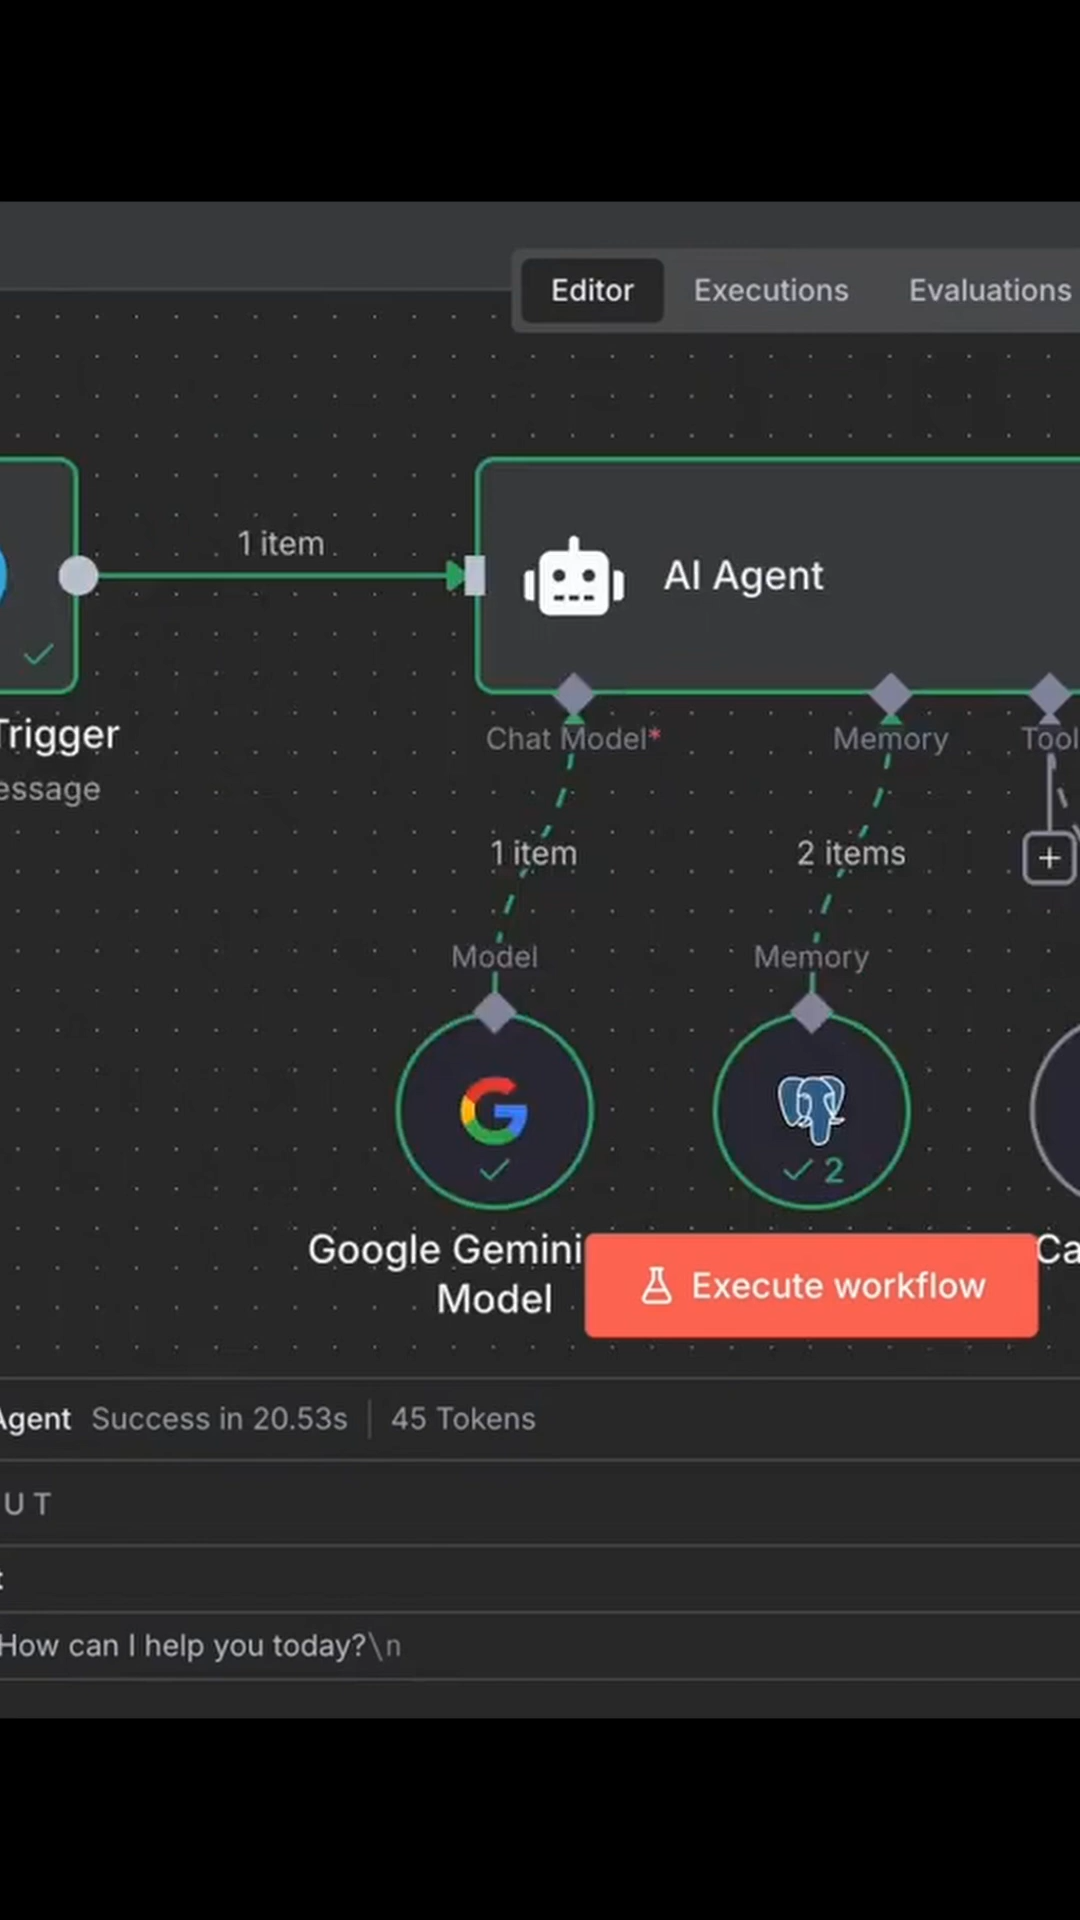 Editor Executions Evaluations
1 item
AI Agent
Trigger
essage
Chat Model*
Memory
Tool
1 item
2 items
Model
Memory
2
Google Gemini
Model
Execute workflow
Ca
Agent Success in 20.53s 45 Tokens
UT
How can I help you today?\n